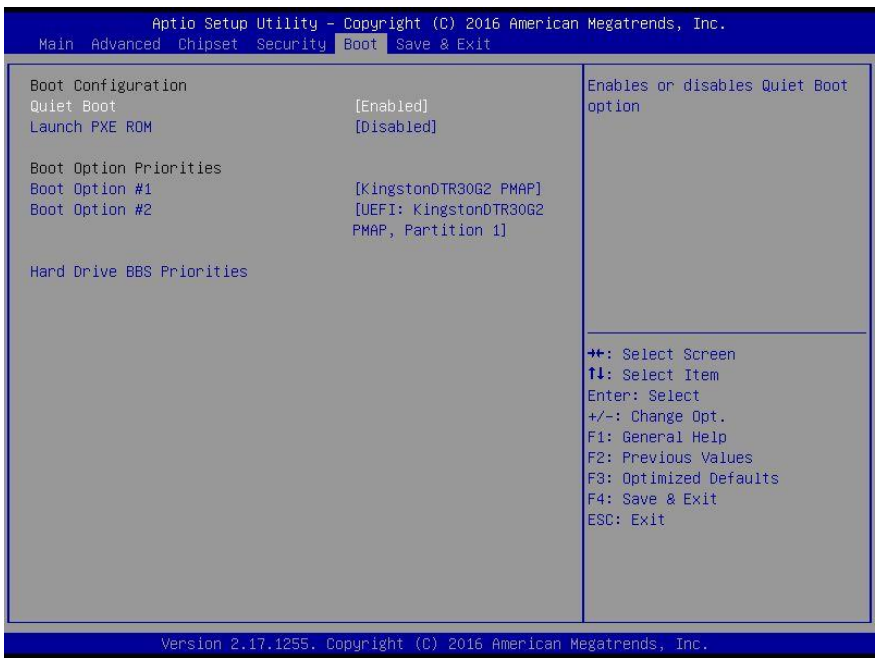 Aptio Setup Utility – Copyright (C) 2016 American Megatrends, Inc.
Main Advanced Chipset Security Boot Save & Exit
Boot Configuration
Quiet Boot [Enabled]
Launch PXE ROM [Disabled]
Boot Option Priorities
Boot Option #1 [KingstonDTR30G2 PMAP]
Boot Option #2 [UEFI: KingstonDTR30G2
PMAP, Partition 1]
Hard Drive BBS Priorities
Enables or disables Quiet Boot
option
→←: Select Screen
↑↓: Select Item
Enter: Select
+/-: Change Opt.
F1: General Help
F2: Previous Values
F3: Optimized Defaults
F4: Save & Exit
ESC: Exit
Version 2.17.1255. Copyright (C) 2016 American Megatrends, Inc.